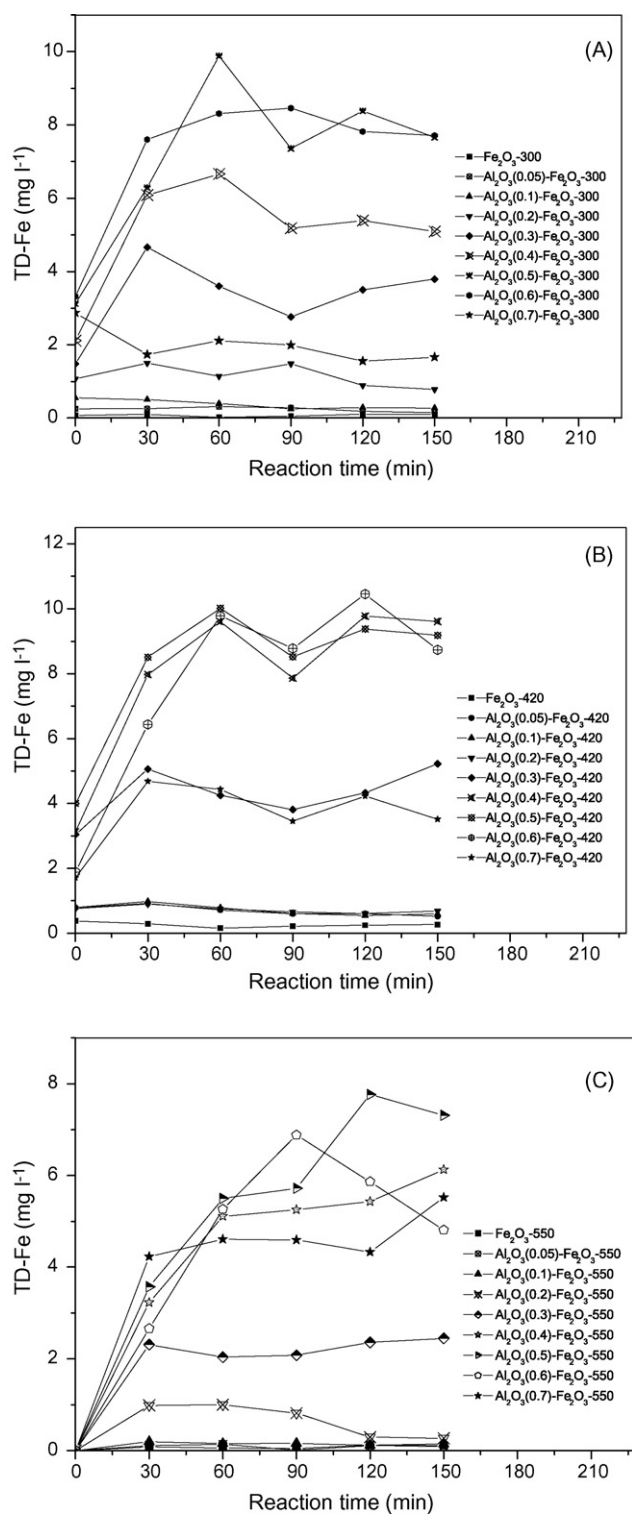 (A)
10
8
6
4
2
0
TD-Fe (mg l⁻¹)
Fe₂O₃-300
Al₂O₃(0.05)-Fe₂O₃-300
Al₂O₃(0.1)-Fe₂O₃-300
Al₂O₃(0.2)-Fe₂O₃-300
Al₂O₃(0.3)-Fe₂O₃-300
Al₂O₃(0.4)-Fe₂O₃-300
Al₂O₃(0.5)-Fe₂O₃-300
Al₂O₃(0.6)-Fe₂O₃-300
Al₂O₃(0.7)-Fe₂O₃-300
0 30 60 90 120 150 180 210
Reaction time (min)
(B)
12
10
8
6
4
2
0
TD-Fe (mg l⁻¹)
Fe₂O₃-420
Al₂O₃(0.05)-Fe₂O₃-420
Al₂O₃(0.1)-Fe₂O₃-420
Al₂O₃(0.2)-Fe₂O₃-420
Al₂O₃(0.3)-Fe₂O₃-420
Al₂O₃(0.4)-Fe₂O₃-420
Al₂O₃(0.5)-Fe₂O₃-420
Al₂O₃(0.6)-Fe₂O₃-420
Al₂O₃(0.7)-Fe₂O₃-420
0 30 60 90 120 150 180 210
Reaction time (min)
(C)
8
6
4
2
0
TD-Fe (mg l⁻¹)
Fe₂O₃-550
Al₂O₃(0.05)-Fe₂O₃-550
Al₂O₃(0.1)-Fe₂O₃-550
Al₂O₃(0.2)-Fe₂O₃-550
Al₂O₃(0.3)-Fe₂O₃-550
Al₂O₃(0.4)-Fe₂O₃-550
Al₂O₃(0.5)-Fe₂O₃-550
Al₂O₃(0.6)-Fe₂O₃-550
Al₂O₃(0.7)-Fe₂O₃-550
0 30 60 90 120 150 180 210
Reaction time (min)